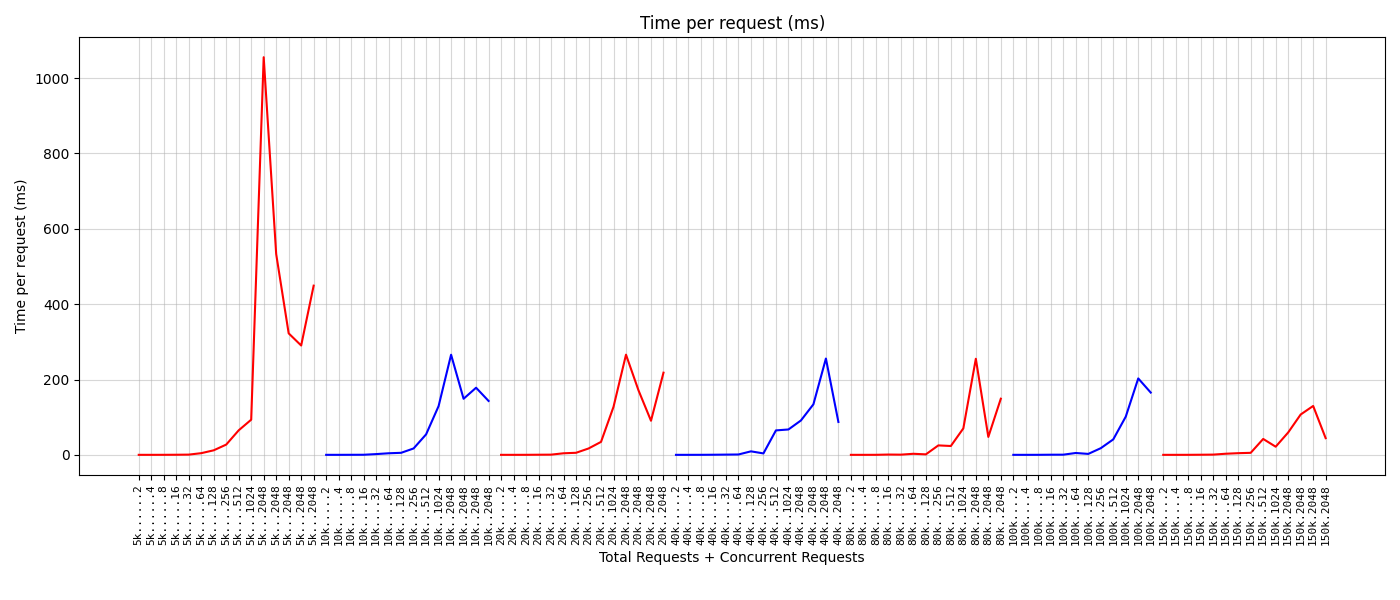 Time per request (ms)
1000
800
600
400
200
0
Time per request (ms)
5k......2
5k......4
5k......8
5k.....16
5k.....32
5k.....64
5k....128
5k....256
5k....512
5k...1024
5k...2048
5k...2048
5k...2048
5k...2048
5k...2048
10k.....2
10k.....4
10k.....8
10k....16
10k....32
10k....64
10k...128
10k...256
10k...512
10k..1024
10k..2048
10k..2048
10k..2048
10k..2048
20k.....2
20k.....4
20k.....8
20k....16
20k....32
20k....64
20k...128
20k...256
20k...512
20k..1024
20k..2048
20k..2048
20k..2048
20k..2048
40k.....2
40k.....4
40k.....8
40k....16
40k....32
40k....64
40k...128
40k...256
40k...512
40k..1024
40k..2048
40k..2048
40k..2048
40k..2048
80k.....2
80k.....4
80k.....8
80k....16
80k....32
80k....64
80k...128
80k...256
80k...512
80k..1024
80k..2048
80k..2048
80k..2048
100k....2
100k....4
100k....8
100k...16
100k...32
100k...64
100k..128
100k..256
100k..512
100k.1024
100k.2048
100k.2048
150k....2
150k....4
150k....8
150k...16
150k...32
150k...64
150k..128
150k..256
150k..512
150k.1024
150k.2048
150k.2048
150k.2048
150k.2048
Total Requests + Concurrent Requests